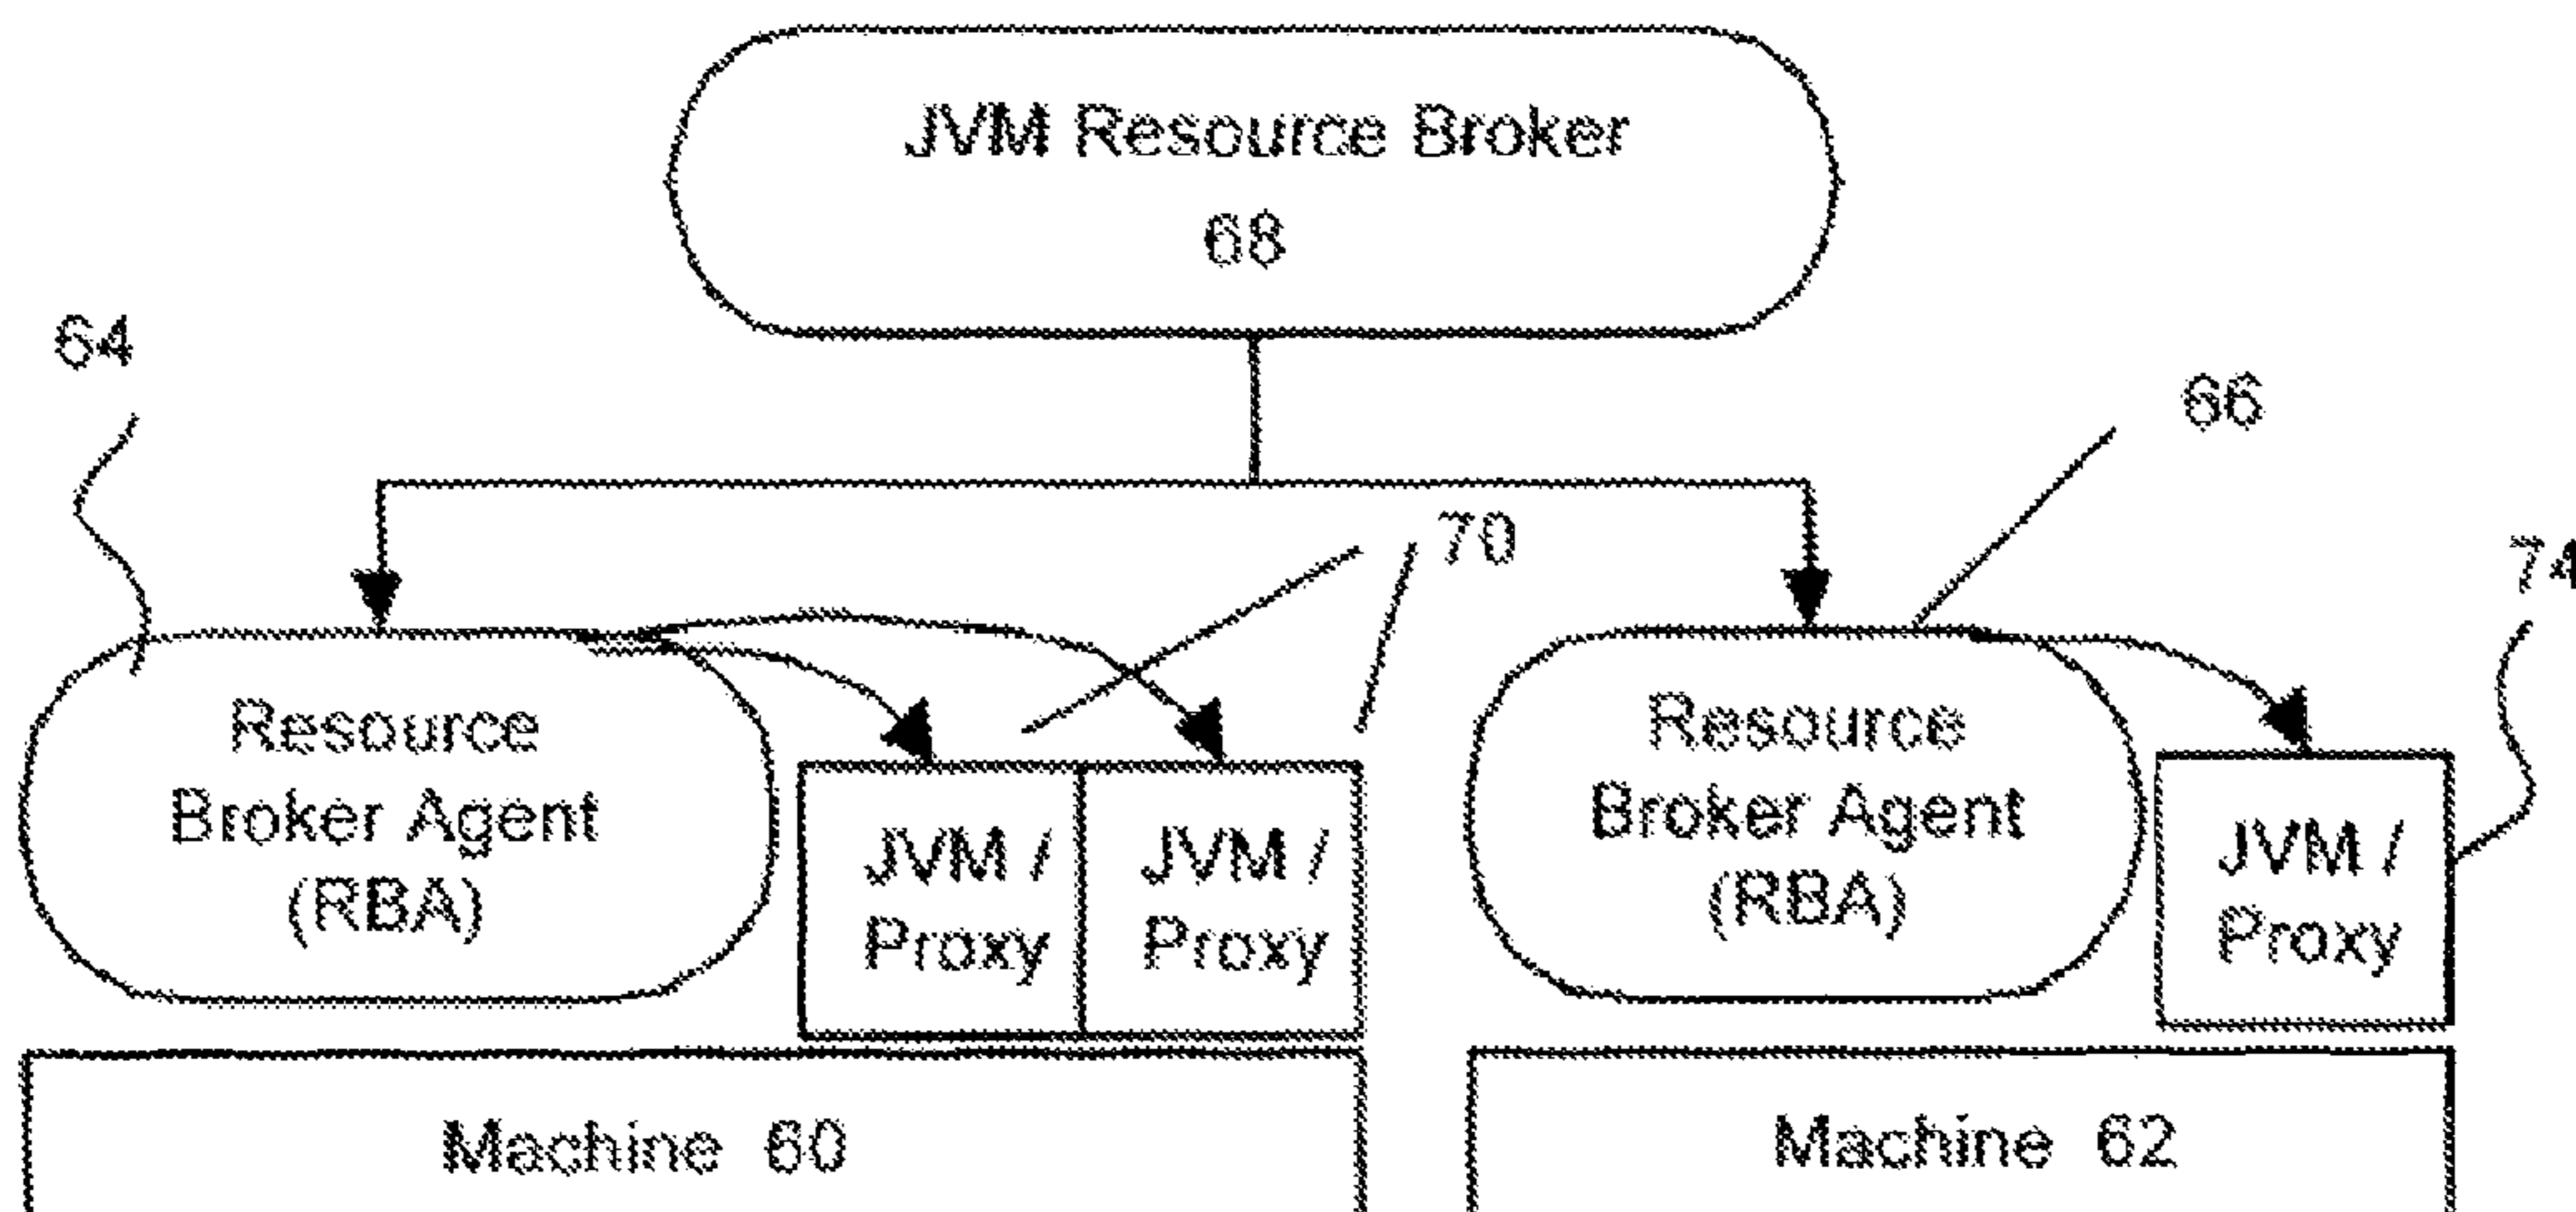 JVM Resource Broker
68
64
66
70
74
Resource
Broker Agent
(RBA)
JVM /
Proxy
JVM /
Proxy
Resource
Broker Agent
(RBA)
JVM /
Proxy
Machine 60
Machine 62